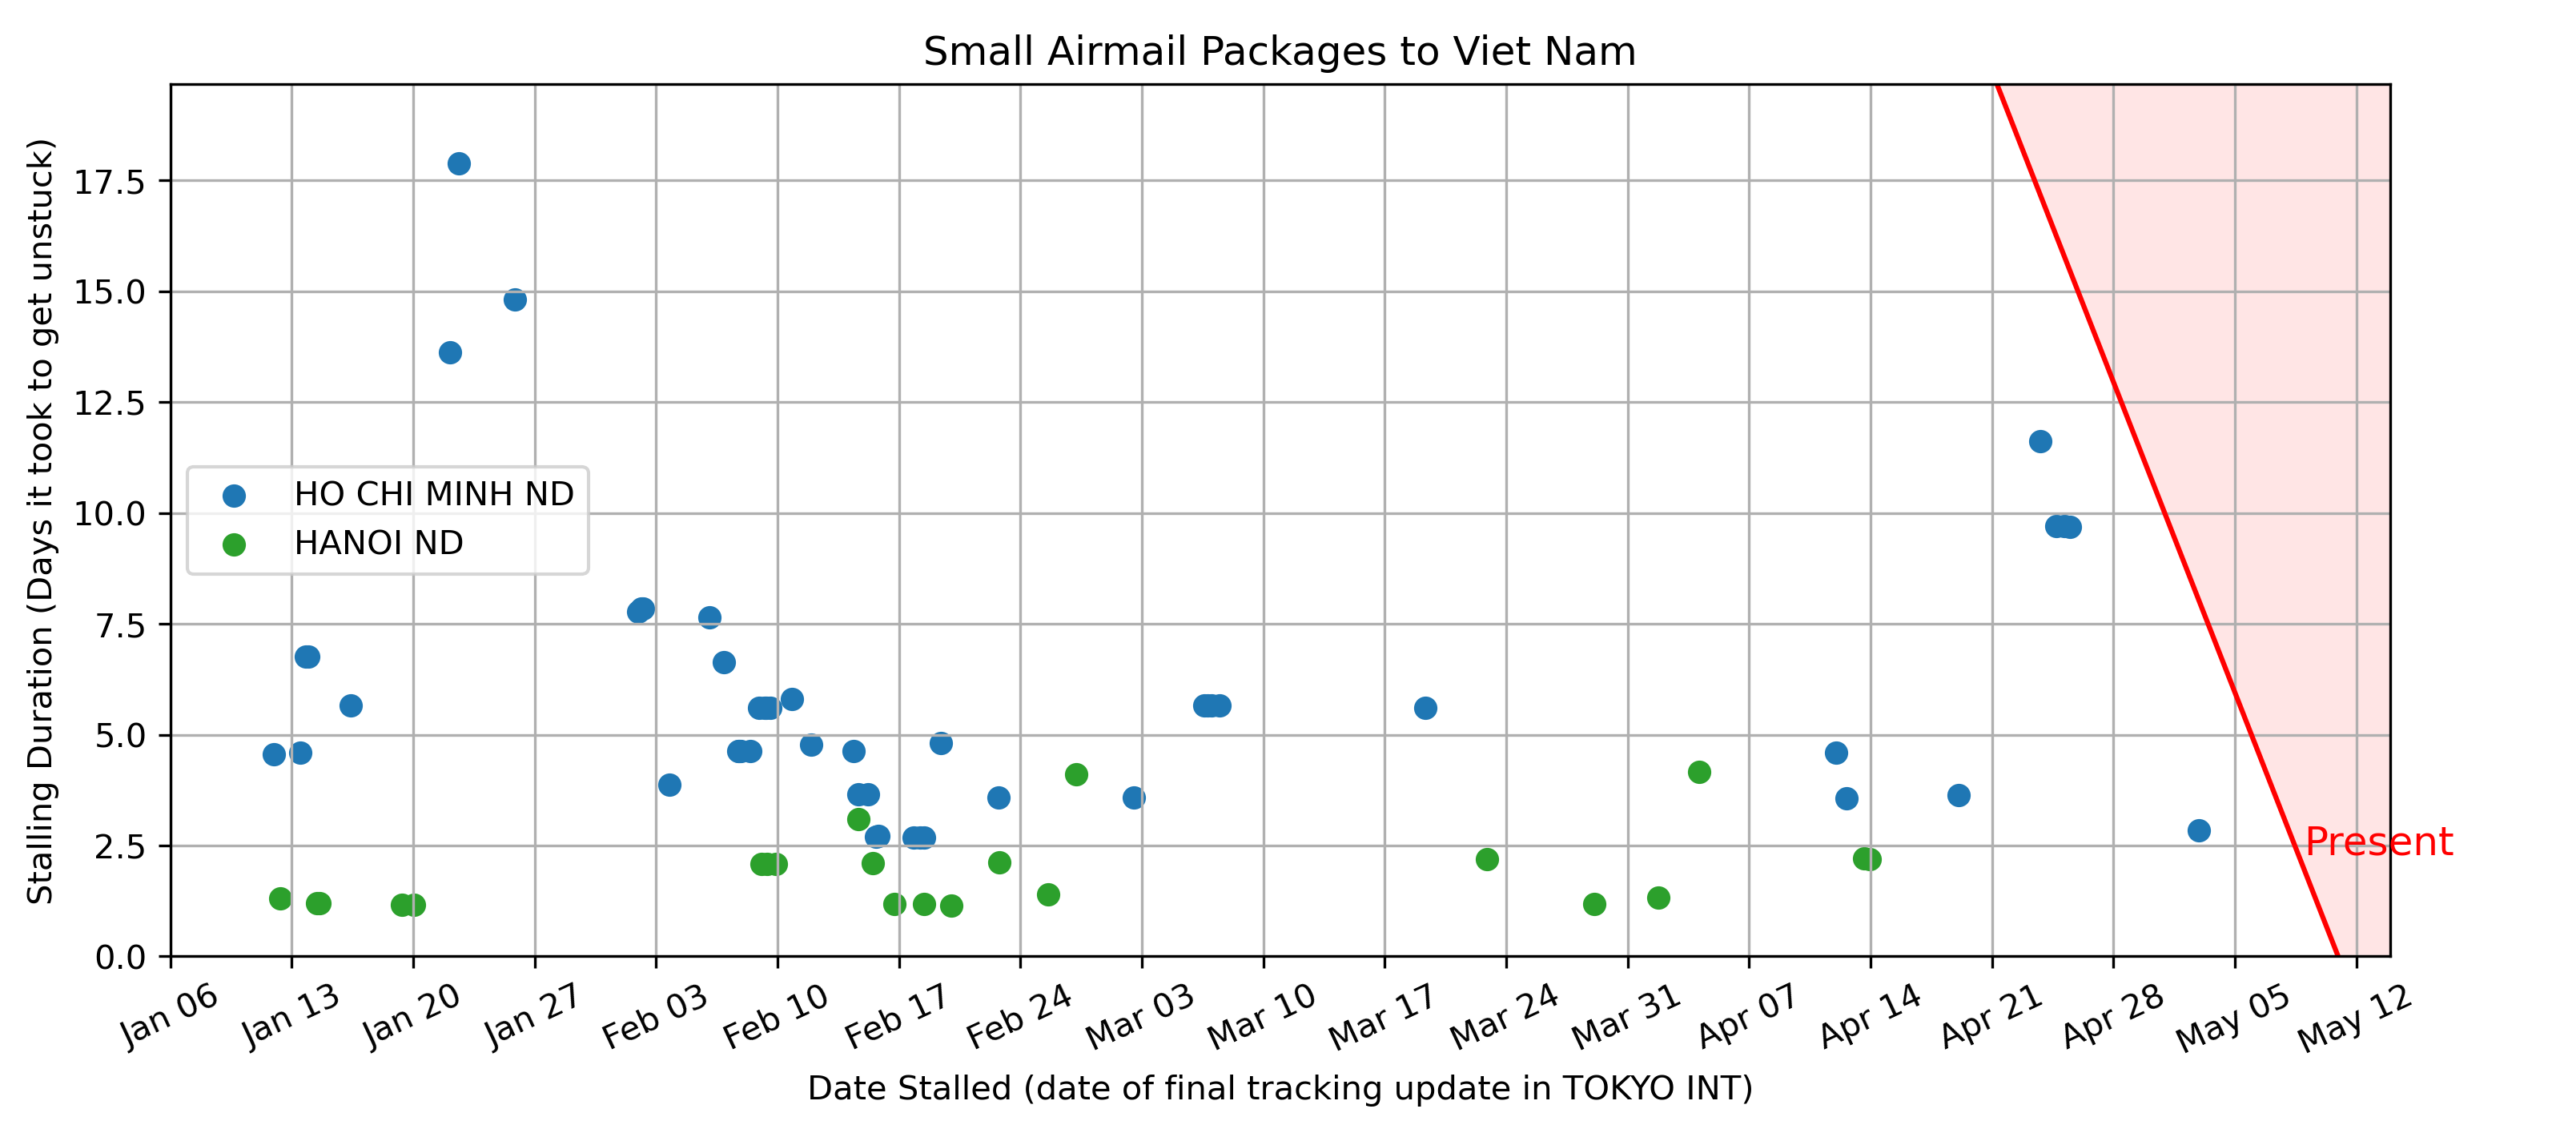 Small Airmail Packages to Viet Nam
Stalling Duration (Days it took to get unstuck)
17.5
15.0
12.5
10.0
7.5
5.0
2.5
0.0
HO CHI MINH ND
HANOI ND
Present
Jan 06
Jan 13
Jan 20
Jan 27
Feb 03
Feb 10
Feb 17
Feb 24
Mar 03
Mar 10
Mar 17
Mar 24
Mar 31
Apr 07
Apr 14
Apr 21
Apr 28
May 05
May 12
Date Stalled (date of final tracking update in TOKYO INT)